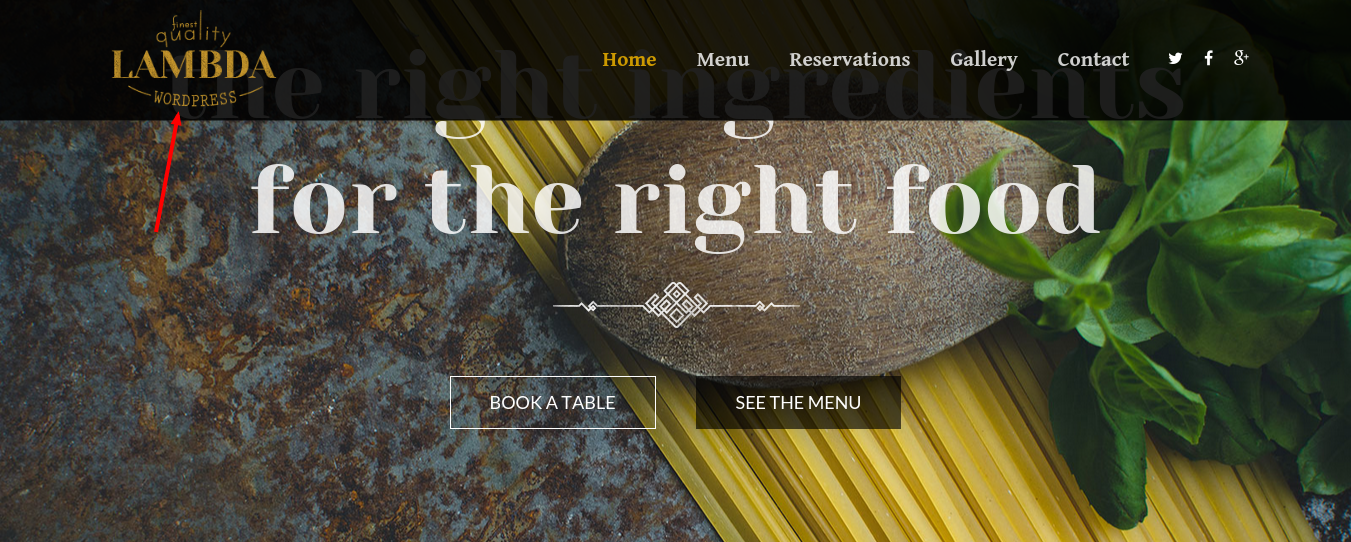 finest
quality
LAMBDA
WORDPRESS
Home Menu Reservations Gallery Contact
the right ingredients
for the right food
BOOK A TABLE SEE THE MENU